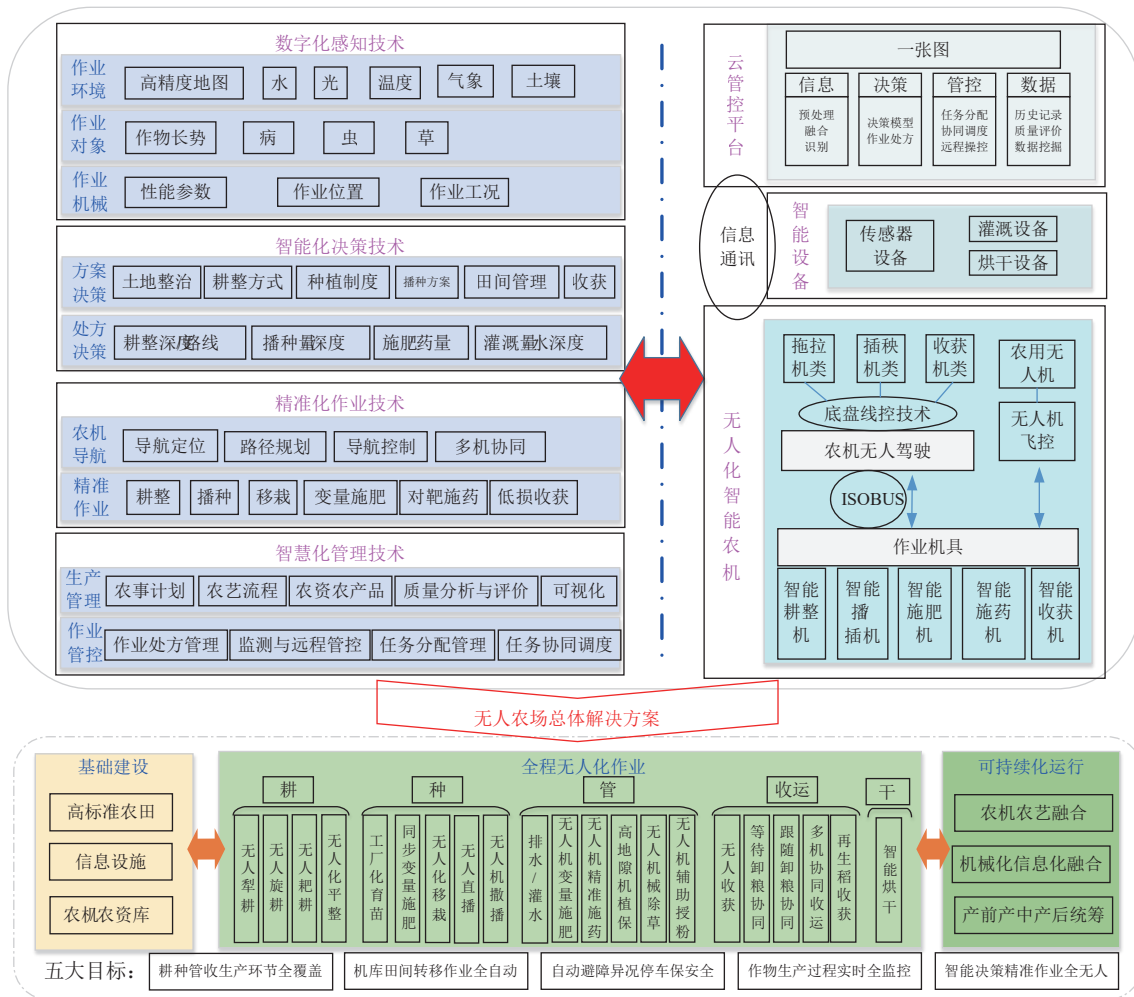 数字化感知技术
作业环境
高精度地图
水
光
温度
气象
土壤
作业对象
作物长势
病
虫
草
作业机械
性能参数
作业位置
作业工况
智能化决策技术
方案决策
土地整治
耕整方式
种植制度
播种方案
田间管理
收获
处方决策
耕整深度/路线
播种量/深度
施肥/药量
灌溉量/水深度
精准化作业技术
农机导航
导航定位
路径规划
导航控制
多机协同
精准作业
耕整
播种
移栽
变量施肥
对靶施药
低损收获
智慧化管理技术
生产管理
农事计划
农艺流程
农资农产品
质量分析与评价
可视化
作业管控
作业处方管理
监测与远程管控
任务分配管理
任务协同调度
云管控平台
一张图
信息
预处理
融合
识别
决策
决策模型
作业处方
管控
任务分配
协同调度
远程操控
数据
历史记录
质量评价
数据挖掘
信息
通讯
智能设备
传感器
设备
灌溉设备
烘干设备
无人化智能农机
拖拉
机类
插秧
机类
收获
机类
农用无
人机
底盘线控技术
无人机
飞控
农机无人驾驶
ISOBUS
作业机具
智能
耕整
机
智能
播
插机
智能
施肥
机
智能
施药
机
智能
收获
机
无人农场总体解决方案
基础建设
高标准农田
信息设施
农机农资库
全程无人化作业
耕
无人犁耕
无人旋耕
无人耙耕
无人化平整
种
工厂化育苗
同步变量施肥
无人化移栽
无人直播
无人机撒播
管
排水/灌水
无人机变量施肥
无人机精准施药
高地隙机植保
无人机械除草
无人机辅助授粉
收运
无人收获
等待卸粮协同
跟随卸粮协同
多机协同收运
再生稻收获
干
智能烘干
可持续化运行
农机农艺融合
机械化信息化融合
产前产中产后统筹
五大目标：
耕种管收生产环节全覆盖
机库田间转移作业全自动
自动避障异况停车保安全
作物生产过程实时全监控
智能决策精准作业全无人